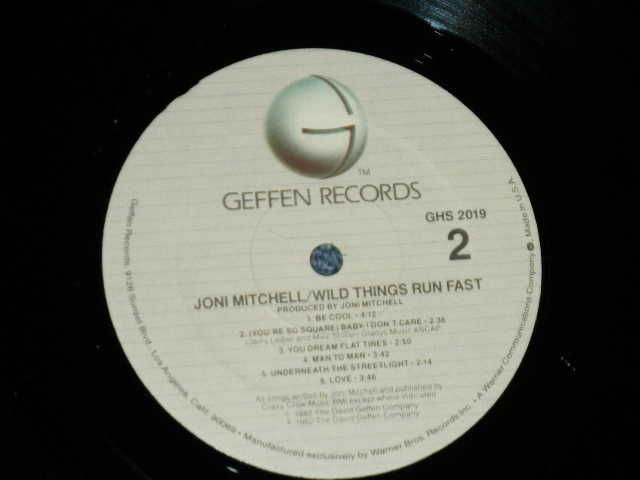 TM
GEFFEN RECORDS
GHS 2019
2
JONI MITCHELL/WILD THINGS RUN FAST
PRODUCED BY JONI MITCHELL
1. BE COOL • 4:12
2. (YOU'RE SO SQUARE) BABY, I DON'T CARE • 2:36
(Jerry Leiber and Mike Stoller) Gladys Music ASCAP
3. YOU DREAM FLAT TIRES • 2:50
4. MAN TO MAN • 3:42
5. UNDERNEATH THE STREETLIGHT • 2:14
6. LOVE • 3:46
All songs written by Joni Mitchell and published by
Crazy Crow Music BMI except where indicated
© 1982 The David Geffen Company
℗ 1982 The David Geffen Company
Geffen Records, 9126 Sunset Blvd., Los Angeles, Calif. 90069 • Manufactured exclusively by Warner Bros. Records Inc. • A Warner Communications Company • Made in U.S.A.